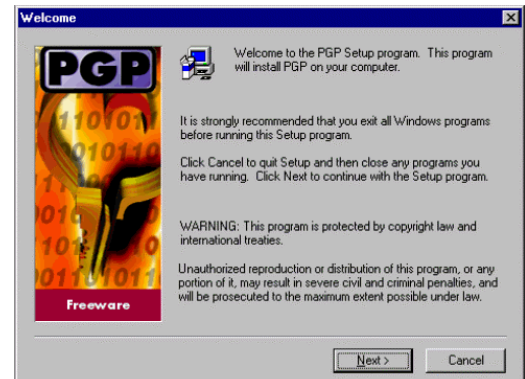 Welcome
PGP
Welcome to the PGP Setup program. This program
will install PGP on your computer.
It is strongly recommended that you exit all Windows programs
before running this Setup program.
Click Cancel to quit Setup and then close any programs you
have running. Click Next to continue with the Setup program.
WARNING: This program is protected by copyright law and
international treaties.
Unauthorized reproduction or distribution of this program, or any
portion of it, may result in severe civil and criminal penalties, and
will be prosecuted to the maximum extent possible under law.
Freeware
Next >
Cancel